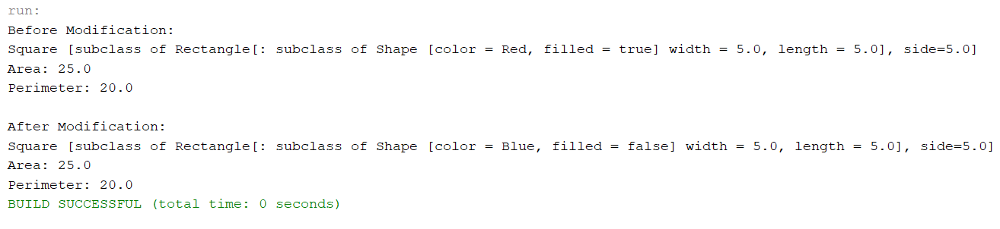 run:
Before Modification:
Square [subclass of Rectangle[: subclass of Shape [color = Red, filled = true] width = 5.0, length = 5.0], side=5.0]
Area: 25.0
Perimeter: 20.0
After Modification:
Square [subclass of Rectangle[: subclass of Shape [color = Blue, filled = false] width = 5.0, length = 5.0], side=5.0]
Area: 25.0
Perimeter: 20.0
BUILD SUCCESSFUL (total time: 0 seconds)